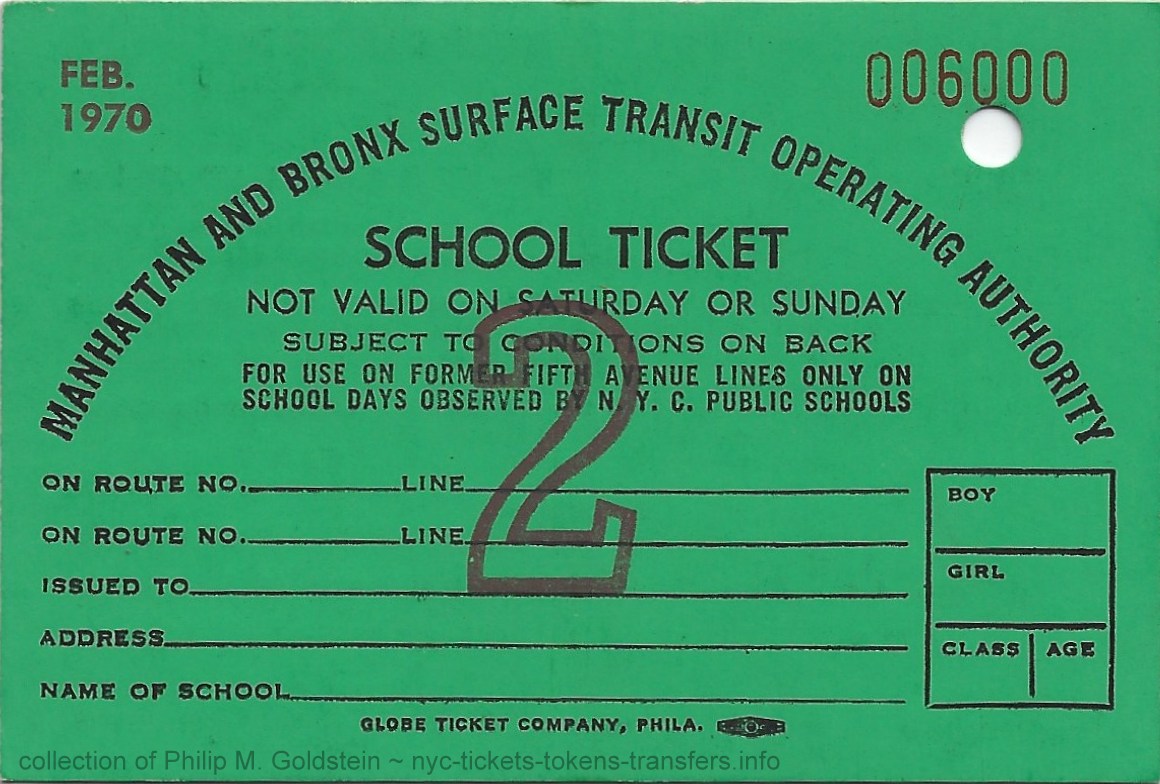 FEB.
1970
006000
MANHATTAN AND BRONX SURFACE TRANSIT OPERATING AUTHORITY
SCHOOL TICKET
NOT VALID ON SATURDAY OR SUNDAY
SUBJECT TO CONDITIONS ON BACK
FOR USE ON FORMER FIFTH AVENUE LINES ONLY ON
SCHOOL DAYS OBSERVED BY N. Y. C. PUBLIC SCHOOLS
2
ON ROUTE NO. LINE
ON ROUTE NO. LINE
ISSUED TO
ADDRESS
NAME OF SCHOOL
BOY
GIRL
CLASS AGE
GLOBE TICKET COMPANY, PHILA.
collection of Philip M. Goldstein ~ nyc-tickets-tokens-transfers.info